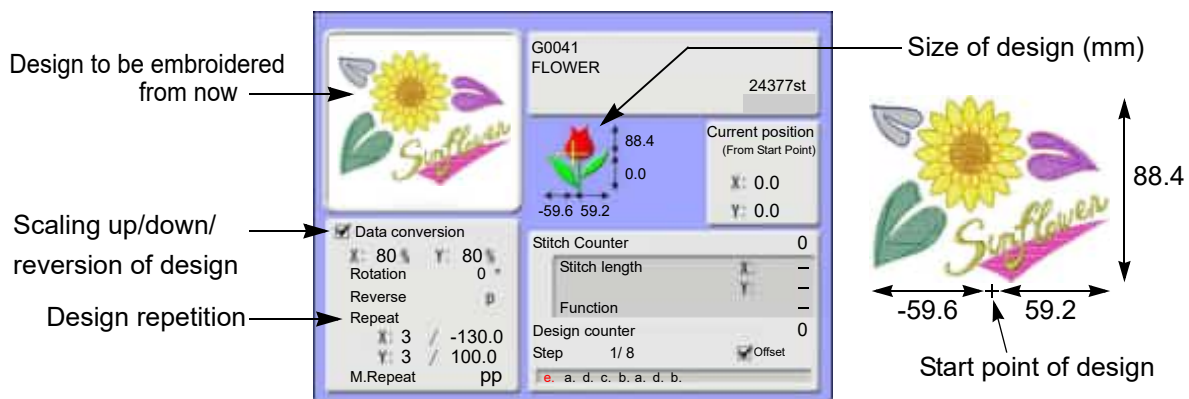 Design to be embroidered
from now
Scaling up/down/
reversion of design
Design repetition
Sunflower
G0041
FLOWER
24377st
88.4
0.0
-59.6 59.2
Current position
(From Start Point)
X: 0.0
Y: 0.0
Data conversion
X: 80 % Y: 80 %
Rotation 0 °
Reverse p
Repeat
X: 3 / -130.0
Y: 3 / 100.0
M.Repeat pp
Stitch Counter 0
Stitch length X: –
Y: –
Function –
Design counter 0
Step 1/ 8 Offset
e. a. d. c. b. a. d. b.
Size of design (mm)
Sunflower
88.4
-59.6 59.2
Start point of design